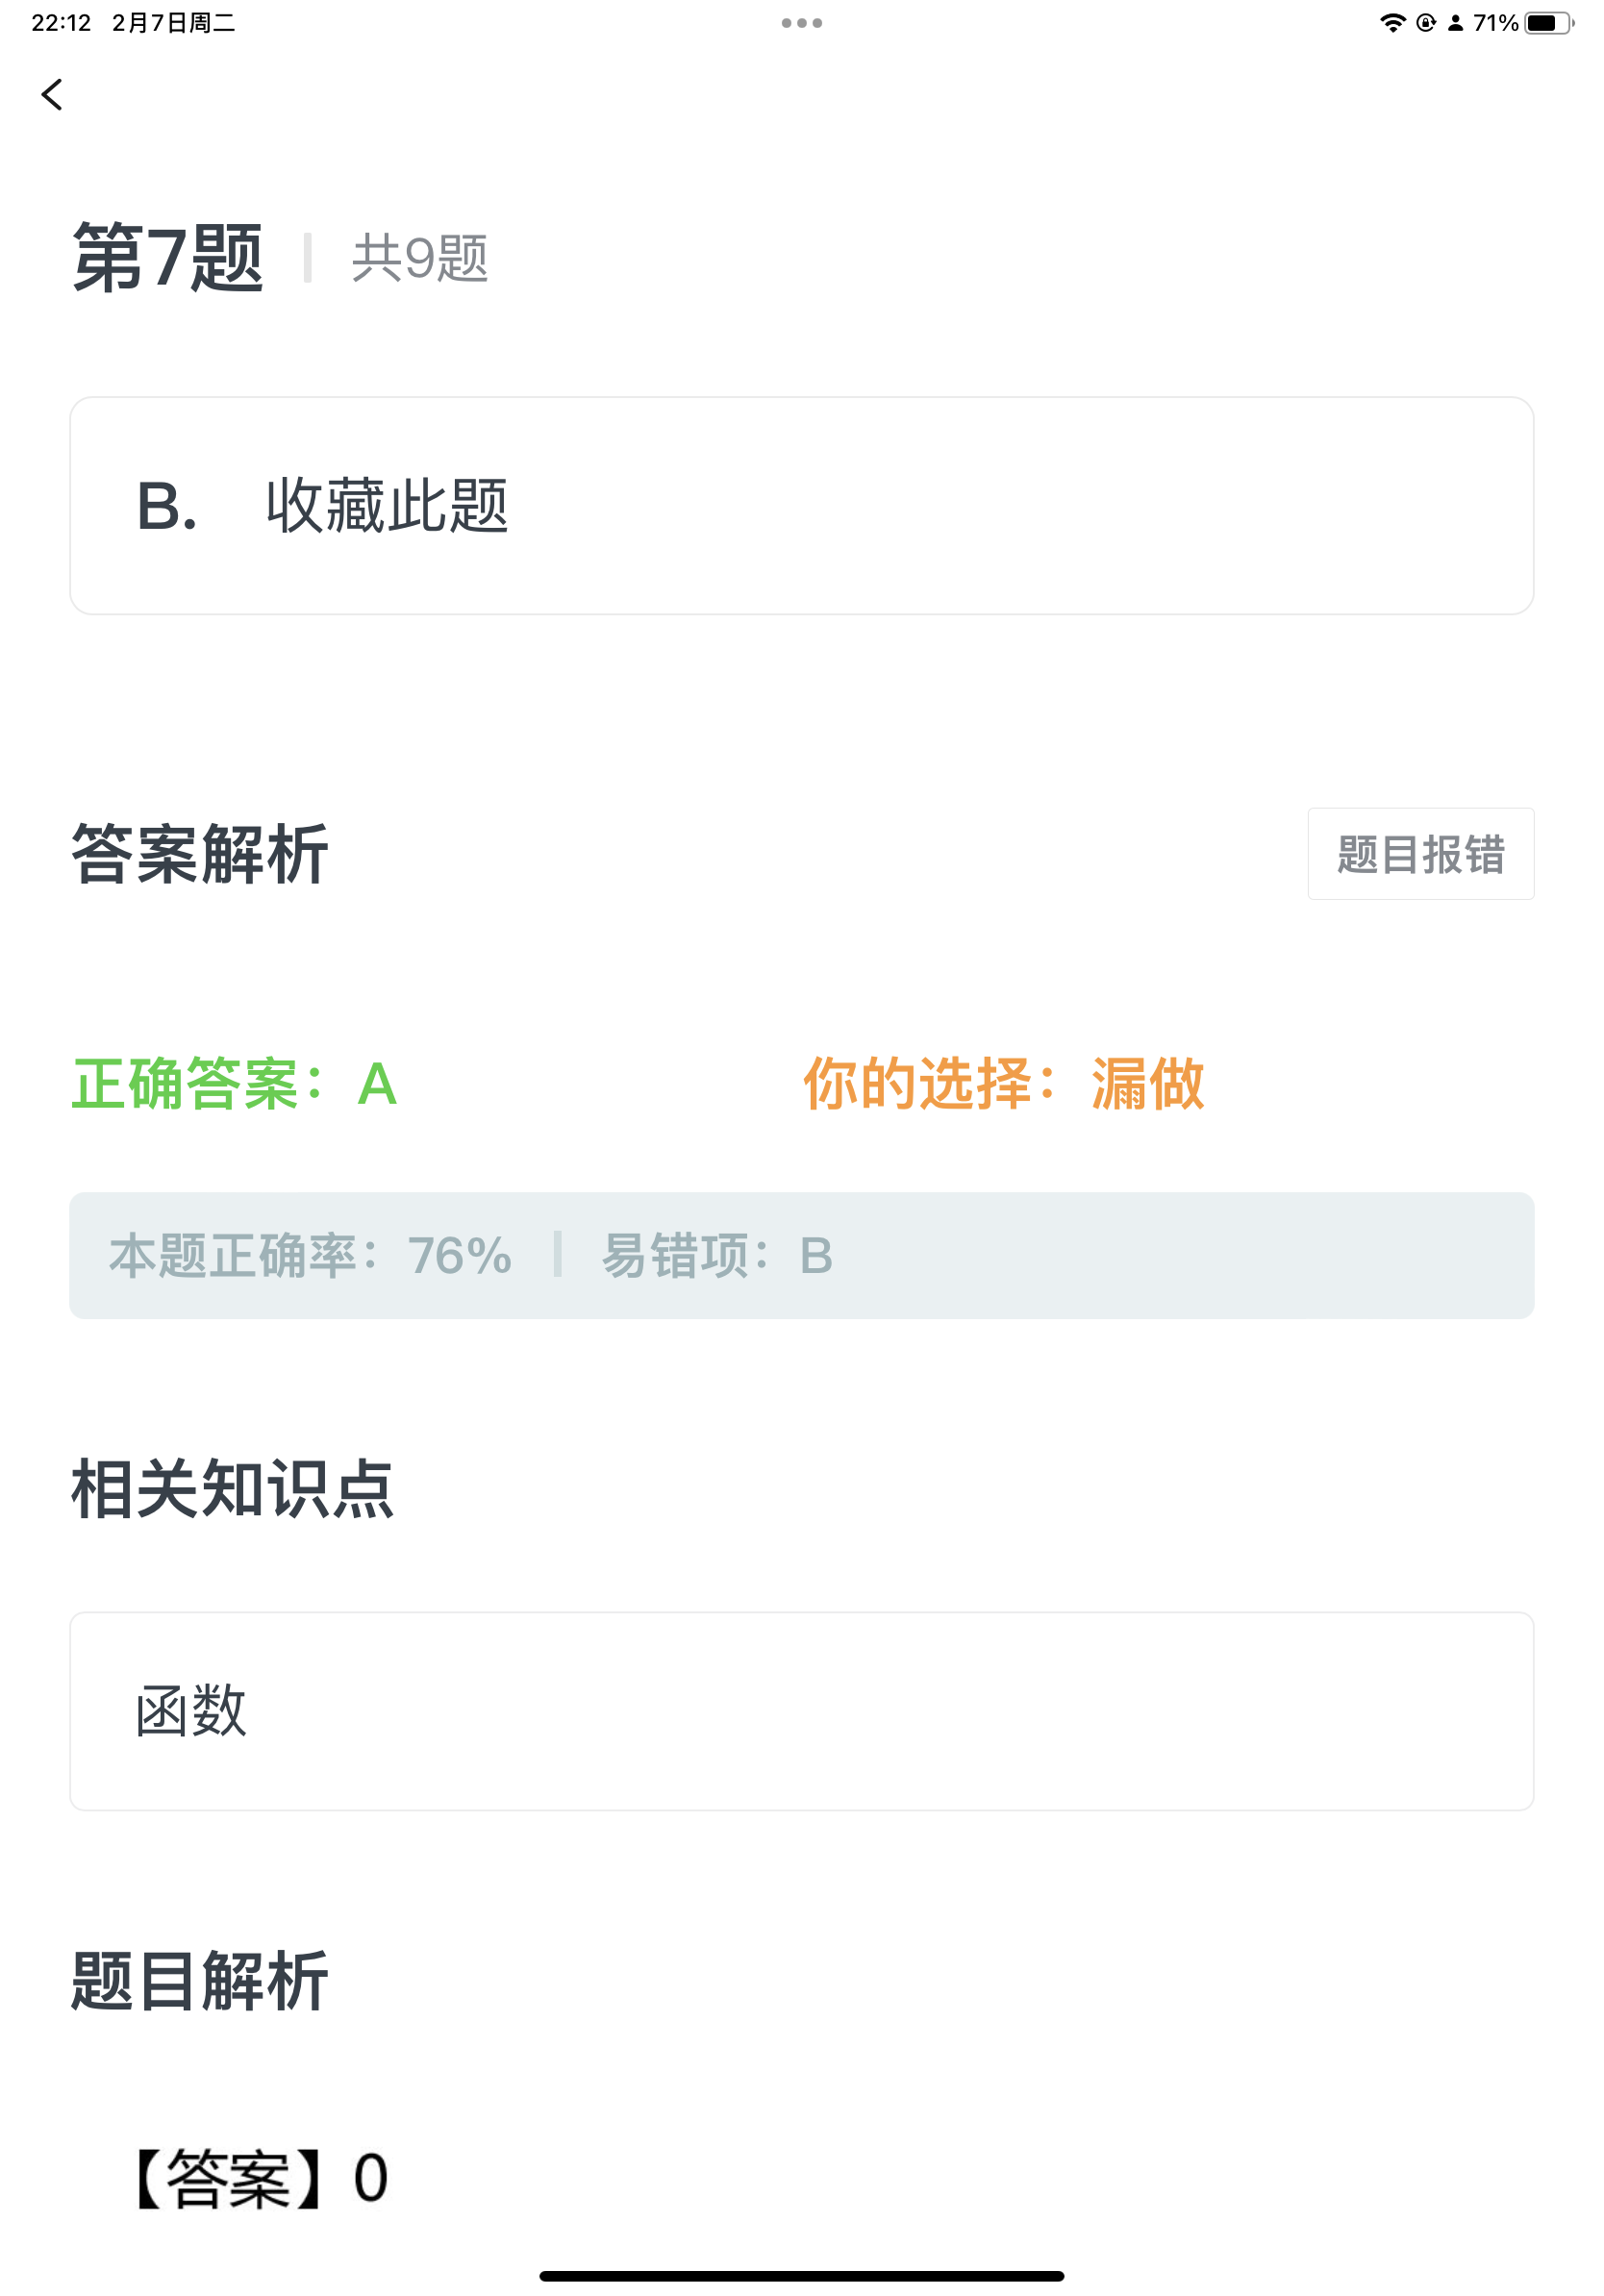 22:12 2月7日周二
71%
第7题 共9题
B. 收藏此题
答案解析 题目报错
正确答案：A 你的选择：漏做
本题正确率：76% 易错项：B
相关知识点
函数
题目解析
【答案】0